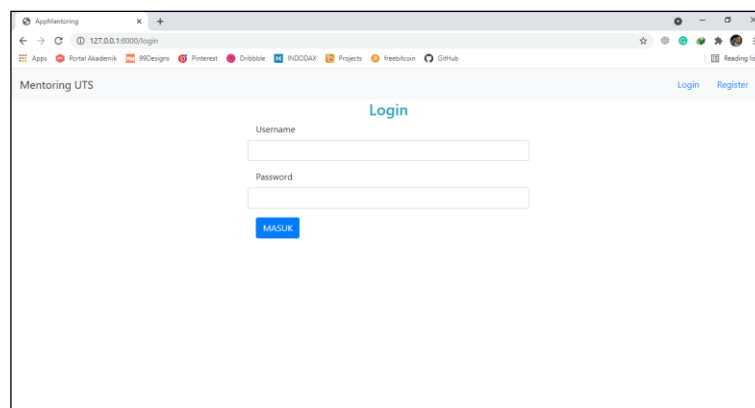 AppMentoring
127.0.0.1:8000/login
Apps Portal Akademik 99Designs Pinterest Dribbble INDODAX Projects freebitcoin GitHub Reading lis
Mentoring UTS Login Register
Login
Username
Password
MASUK